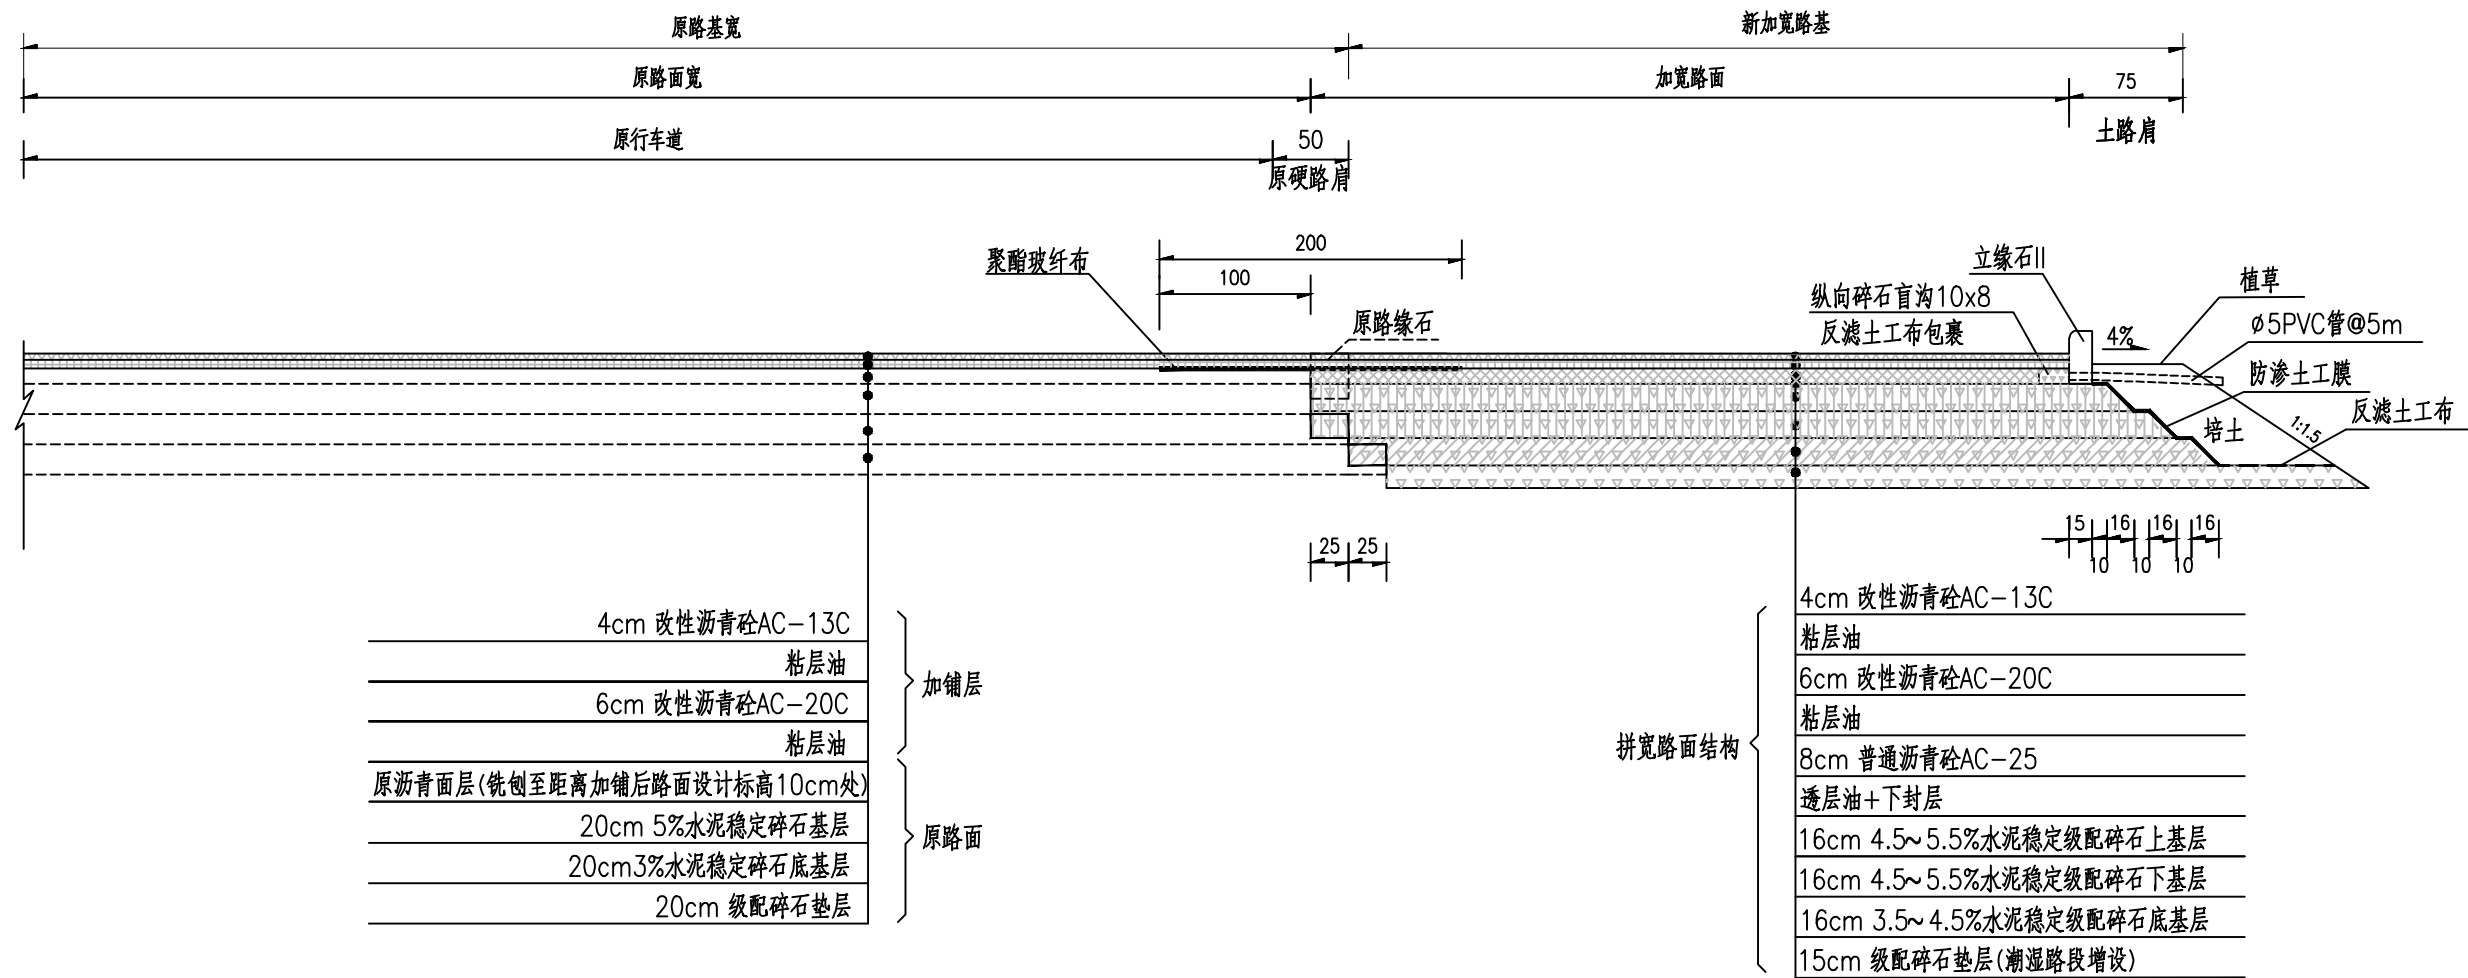 原路基宽
新加宽路基
原路面宽
加宽路面
75
土路肩
原行车道
50
原硬路肩
200
100
聚酯玻纤布
原路缘石
立缘石II
纵向碎石盲沟10x8
反滤土工布包裹
4%
植草
ϕ5PVC管@5m
防渗土工膜
反滤土工布
培土
1:1.5
25
25
15
16
16
16
10
10
10
4cm 改性沥青砼AC-13C
粘层油
6cm 改性沥青砼AC-20C
粘层油
加铺层
原沥青面层(铣刨至距离加铺后路面设计标高10cm处)
20cm 5%水泥稳定碎石基层
20cm3%水泥稳定碎石底基层
20cm 级配碎石垫层
原路面
拼宽路面结构
4cm 改性沥青砼AC-13C
粘层油
6cm 改性沥青砼AC-20C
粘层油
8cm 普通沥青砼AC-25
透层油+下封层
16cm 4.5~5.5%水泥稳定级配碎石上基层
16cm 4.5~5.5%水泥稳定级配碎石下基层
16cm 3.5~4.5%水泥稳定级配碎石底基层
15cm 级配碎石垫层(潮湿路段增设)